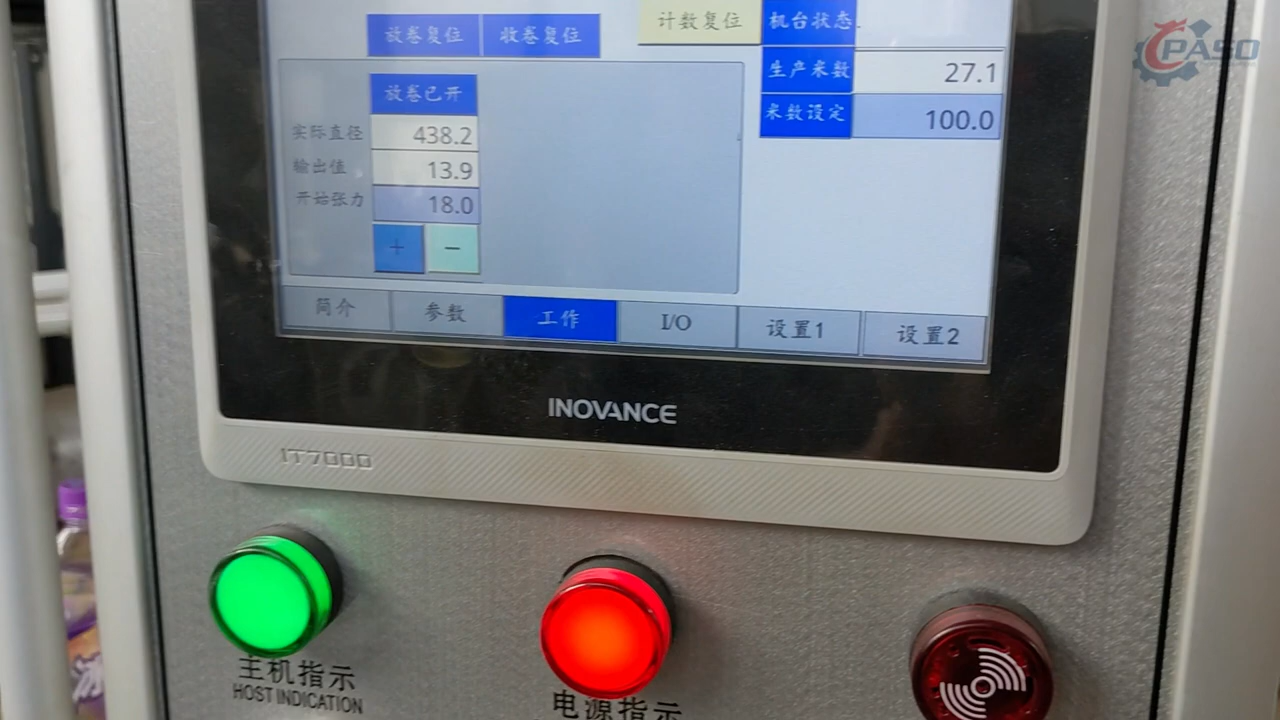 放卷复位
收卷复位
计数复位
机台状态
PASO
生产米数
27.1
米数设定
100.0
放卷已开
实际直径
438.2
输出值
13.9
开始张力
18.0
+
−
简介
参数
工作
I/O
设置1
设置2
INOVANCE
IT7000
主机指示
HOST INDICATION
电源指示